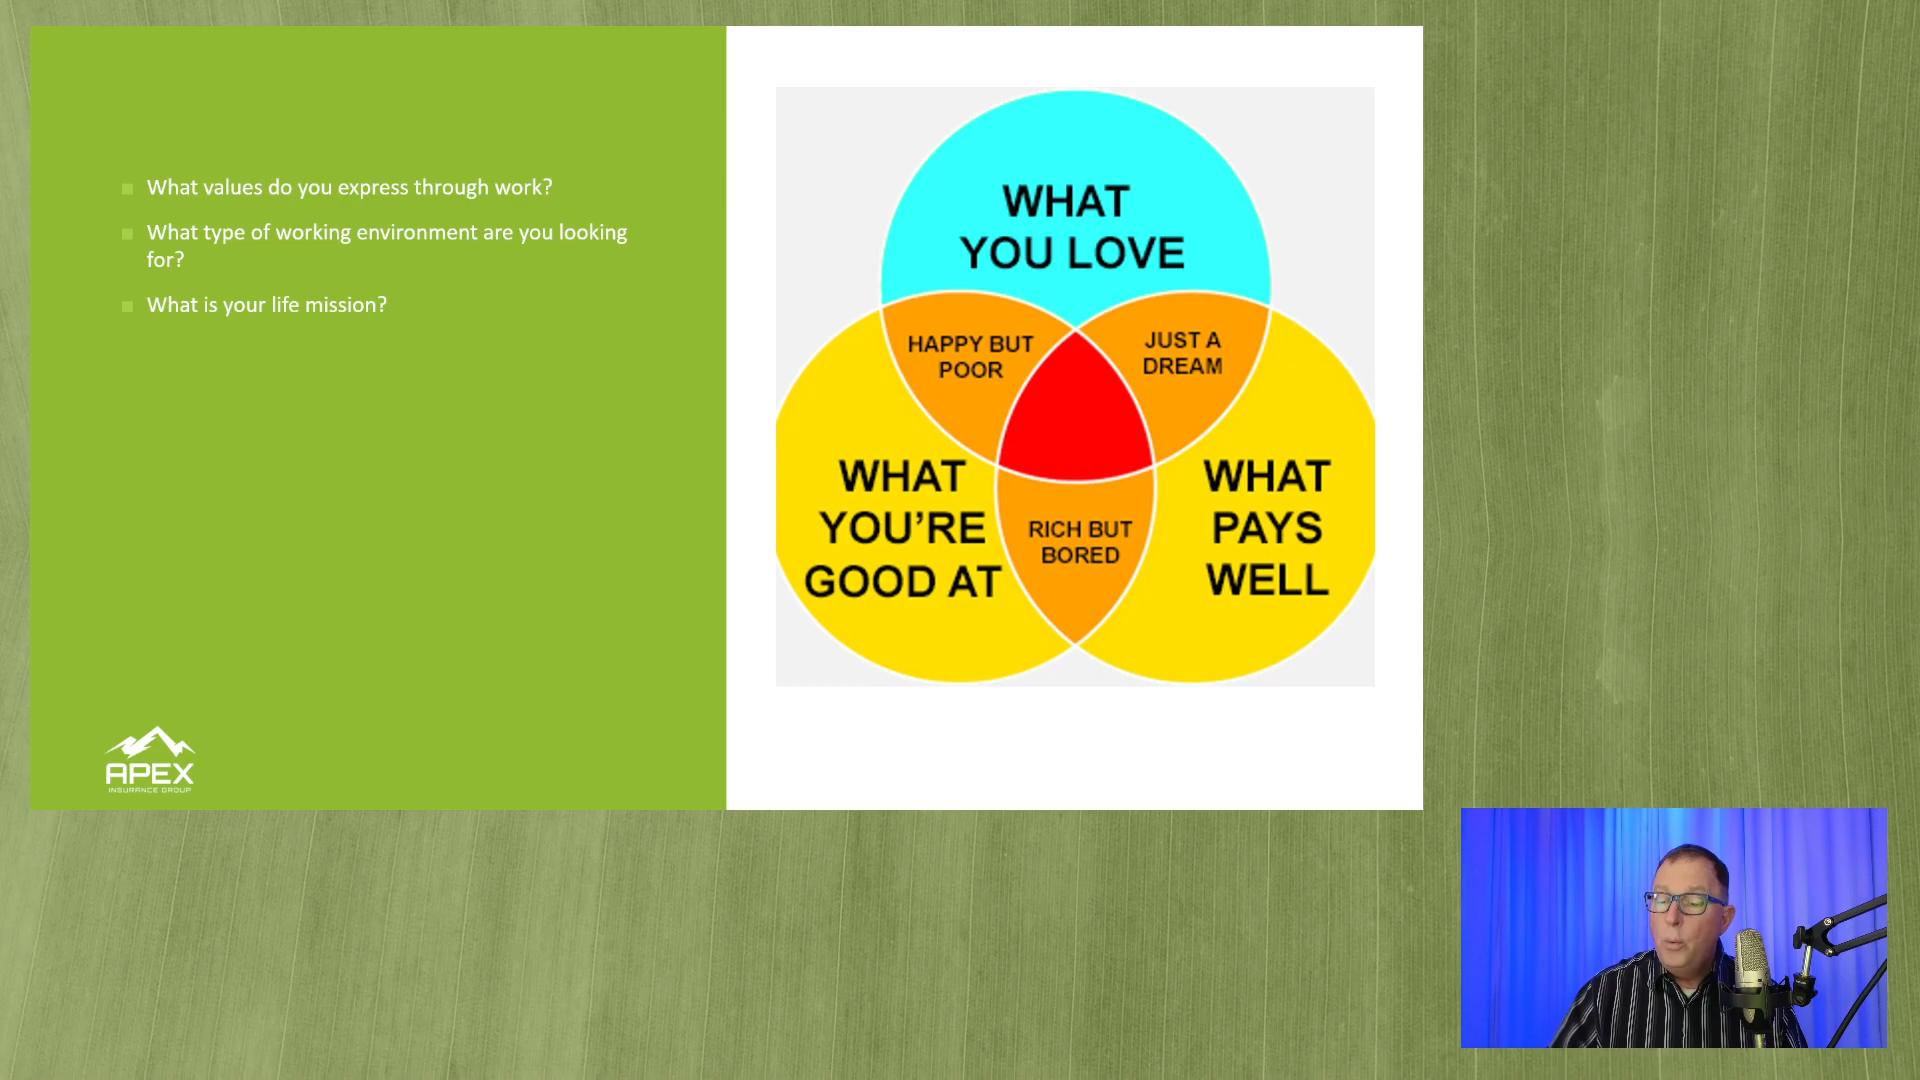 What values do you express through work?
What type of working environment are you looking
for?
What is your life mission?
APEX
INSURANCE GROUP
WHAT
YOU LOVE
HAPPY BUT
POOR
JUST A
DREAM
WHAT
YOU’RE
GOOD AT
RICH BUT
BORED
WHAT
PAYS
WELL